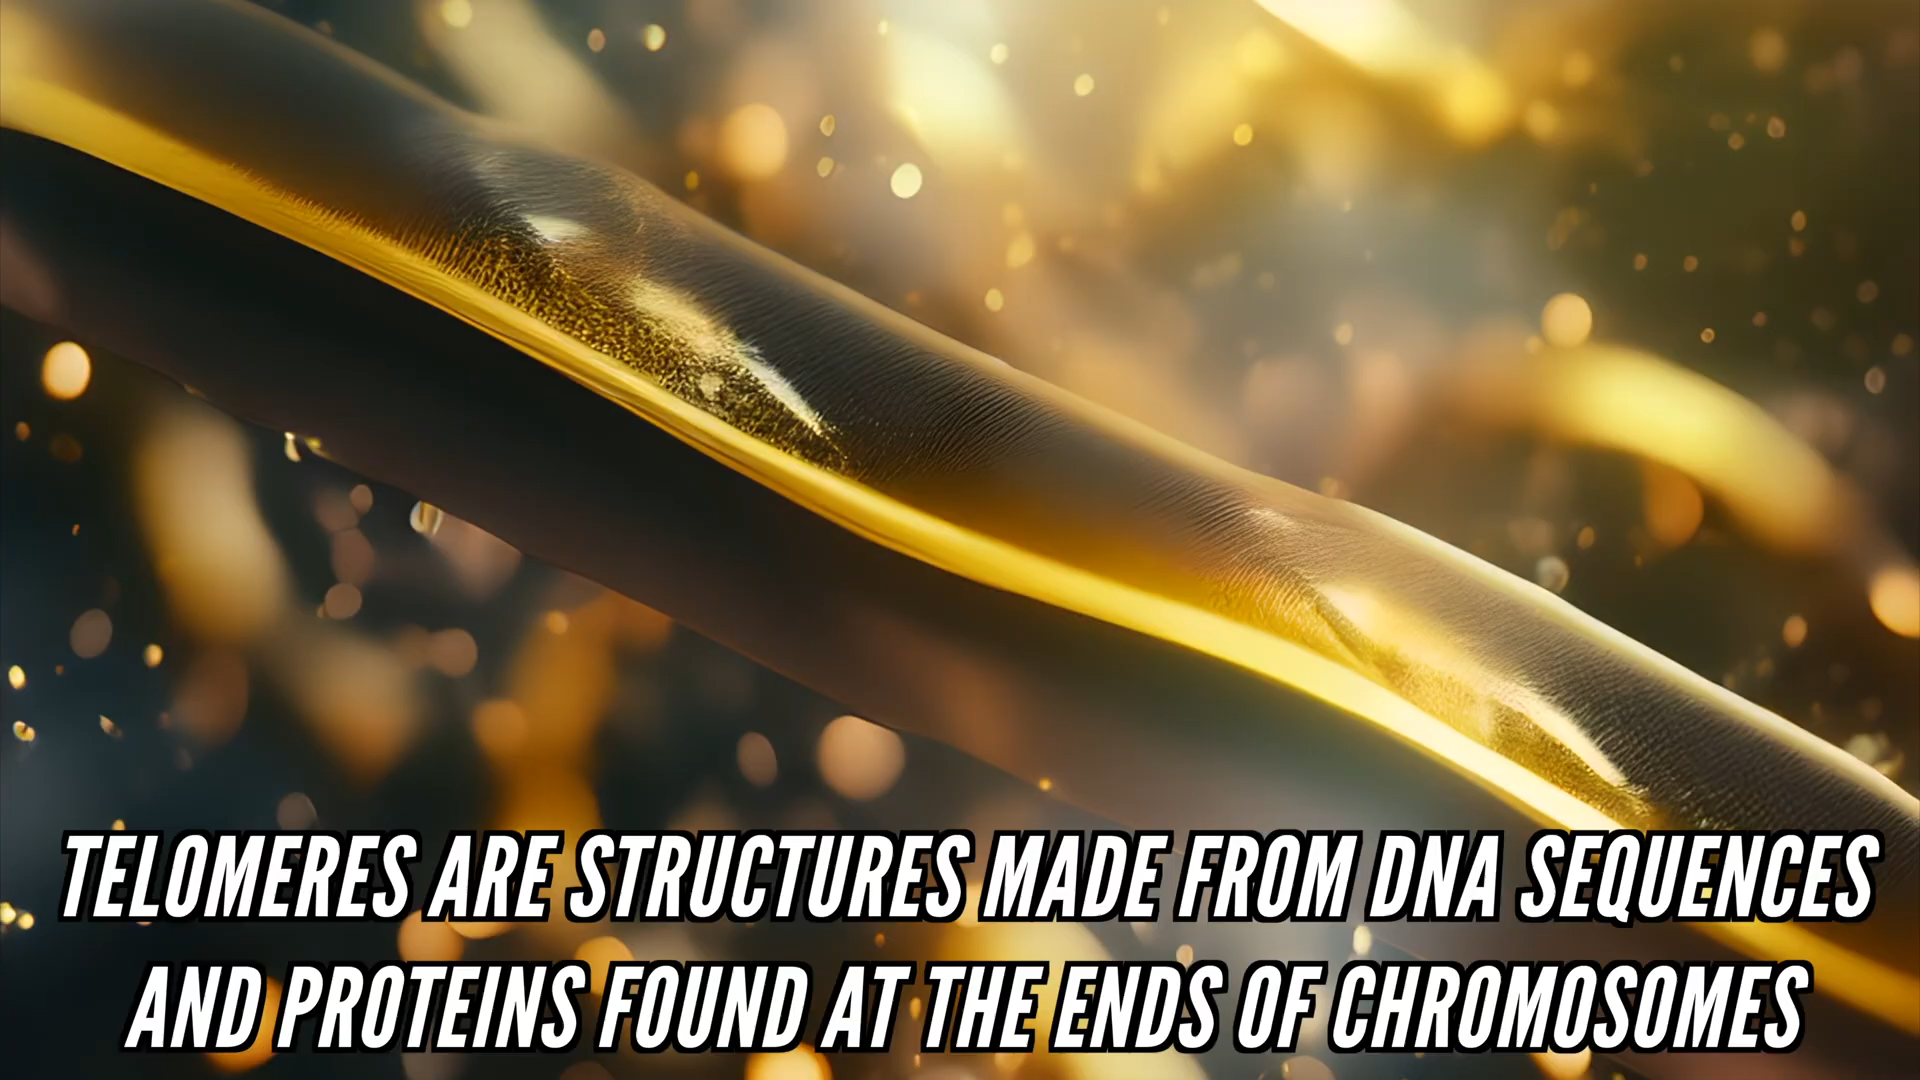 TELOMERES ARE STRUCTURES MADE FROM DNA SEQUENCES
AND PROTEINS FOUND AT THE ENDS OF CHROMOSOMES